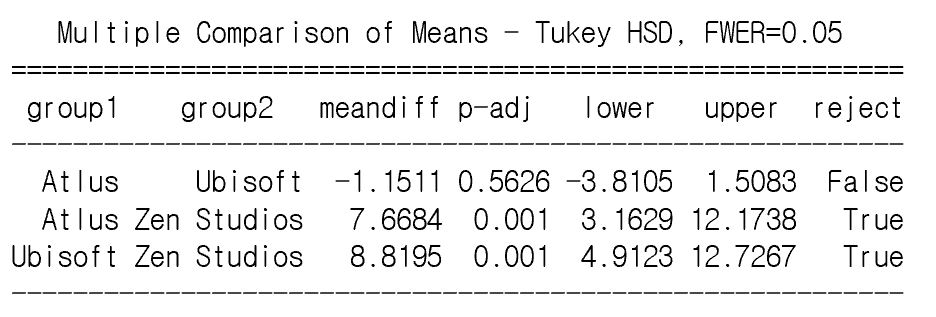 Multiple Comparison of Means - Tukey HSD, FWER=0.05
==========================================================
group1 group2 meandiff p-adj lower upper reject
----------------------------------------------------------
Atlus Ubisoft -1.1511 0.5626 -3.8105 1.5083 False
Atlus Zen Studios 7.6684 0.001 3.1629 12.1738 True
Ubisoft Zen Studios 8.8195 0.001 4.9123 12.7267 True
----------------------------------------------------------